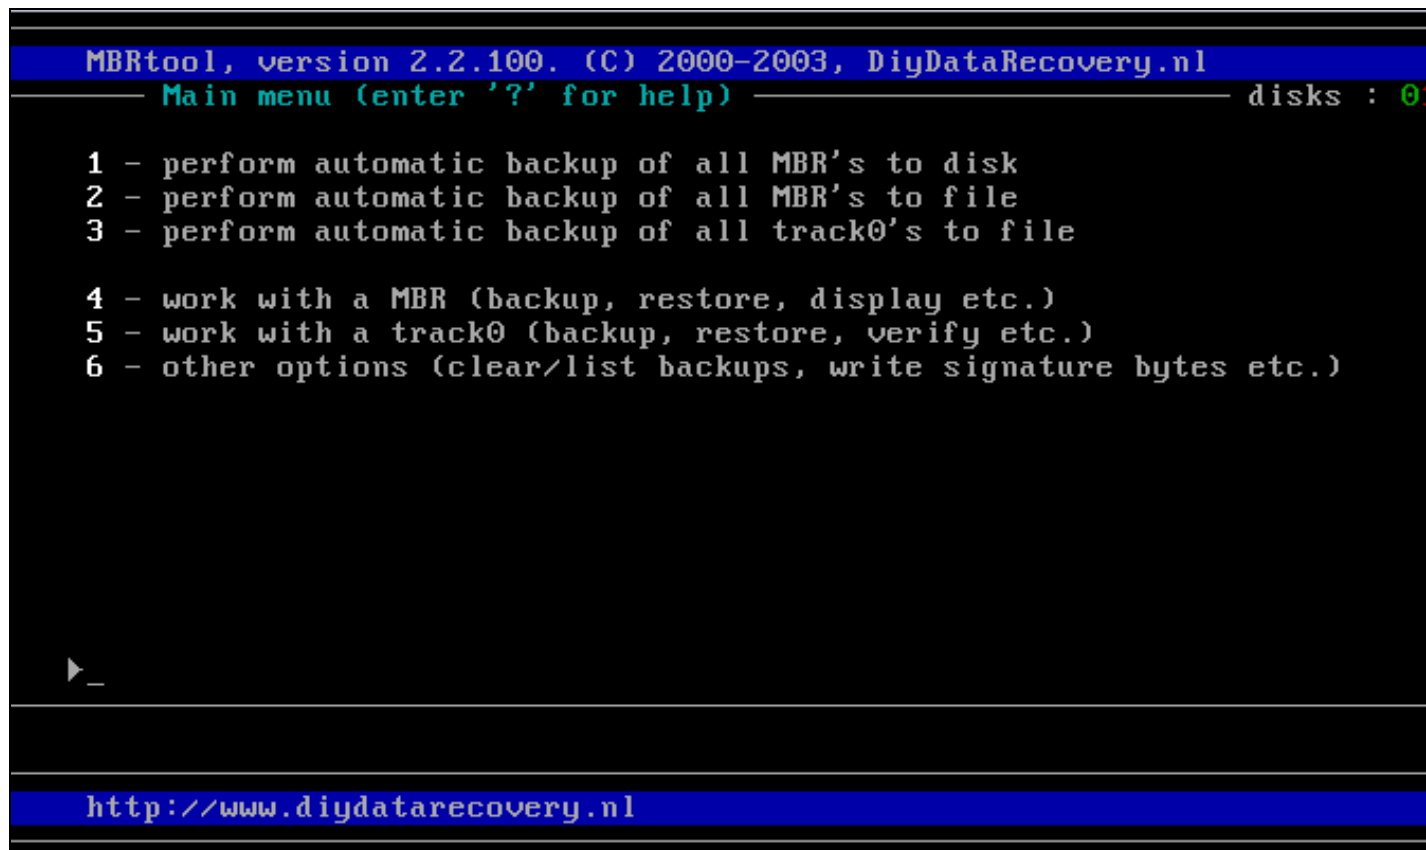 MBRtool, version 2.2.100. (C) 2000-2003, DiyDataRecovery.nl
Main menu (enter '?' for help) disks : 0
1 - perform automatic backup of all MBR's to disk
2 - perform automatic backup of all MBR's to file
3 - perform automatic backup of all track0's to file
4 - work with a MBR (backup, restore, display etc.)
5 - work with a track0 (backup, restore, verify etc.)
6 - other options (clear/list backups, write signature bytes etc.)
http://www.diydatarecovery.nl